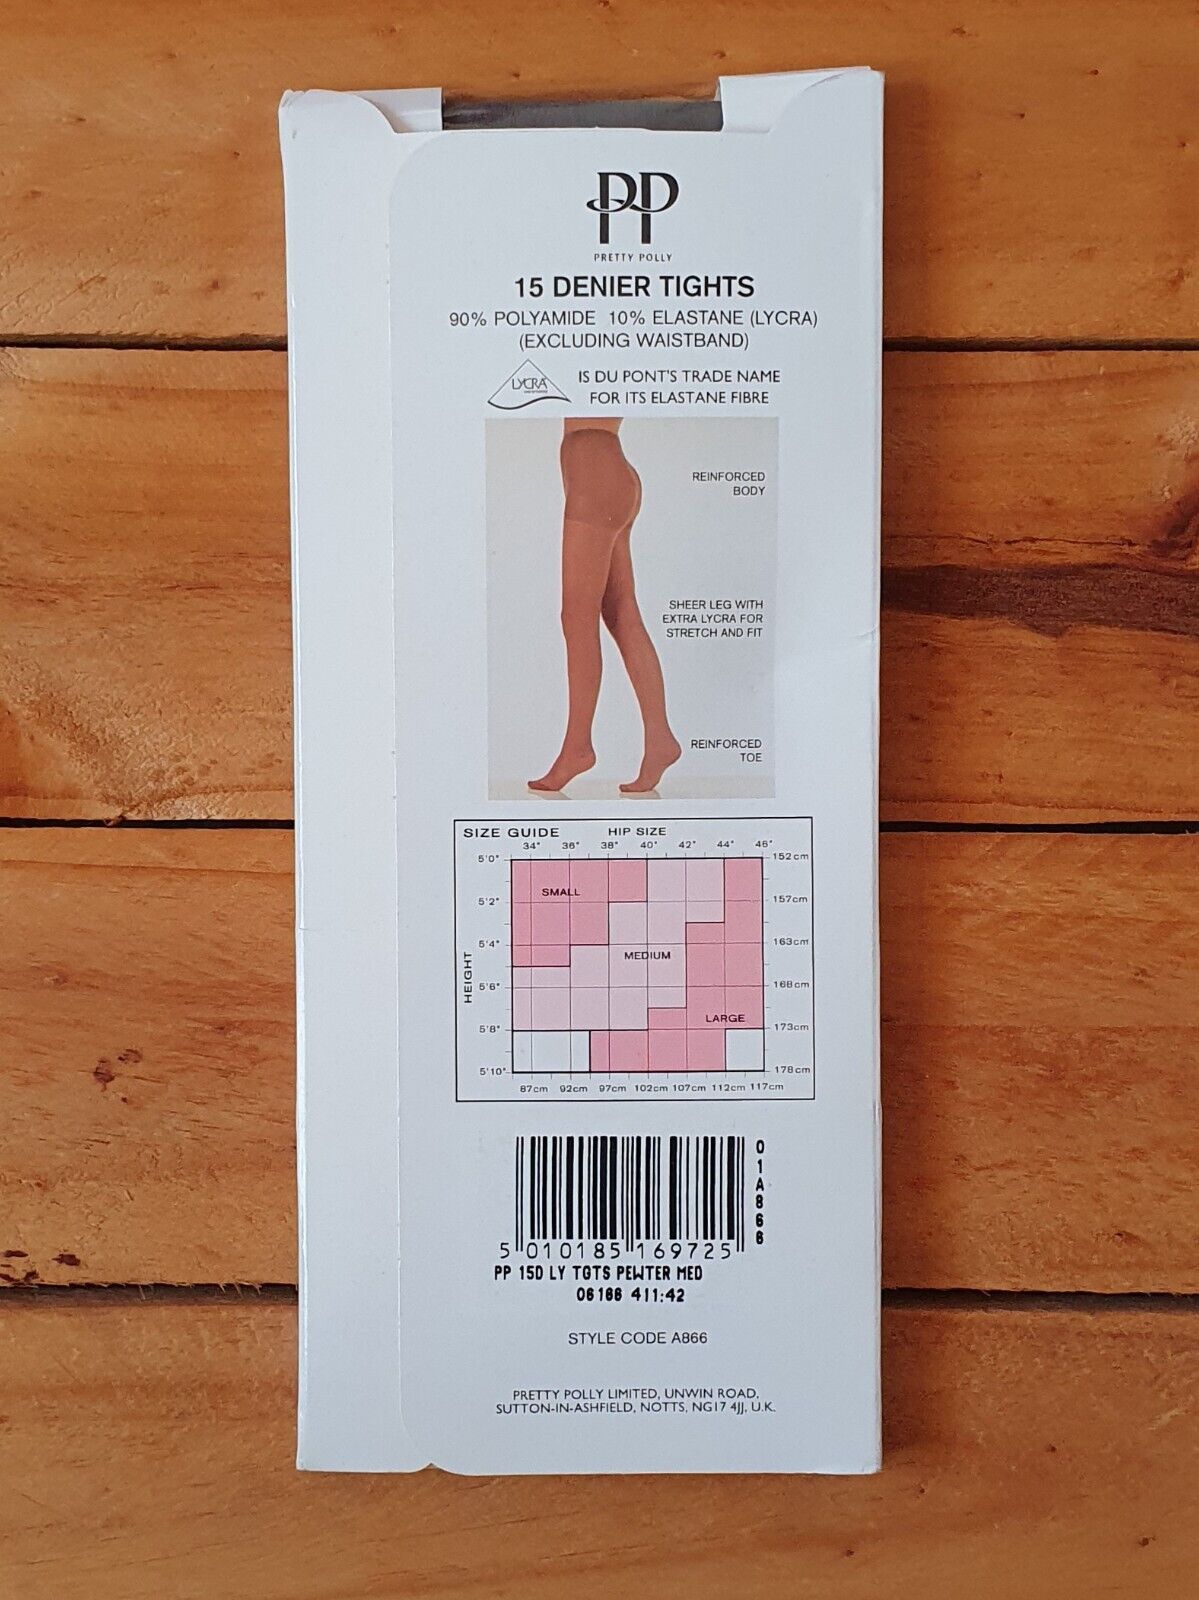 PP
PRETTY POLLY
15 DENIER TIGHTS
90% POLYAMIDE 10% ELASTANE (LYCRA)
(EXCLUDING WAISTBAND)
LYCRA
IS DU PONT'S TRADE NAME
FOR ITS ELASTANE FIBRE
REINFORCED
BODY
SHEER LEG WITH
EXTRA LYCRA FOR
STRETCH AND FIT
REINFORCED
TOE
SIZE GUIDE HIP SIZE
34" 36" 38" 40" 42" 44" 46"
5'0" 152cm
SMALL
5'2" 157cm
5'4" 163cm
MEDIUM
HEIGHT
5'6" 168cm
LARGE
5'8" 173cm
5'10" 178cm
87cm 92cm 97cm 102cm 107cm 112cm 117cm
01A866
5 010185 169725
PP 15D LY TGTS PEWTER MED
06166 411:42
STYLE CODE A866
PRETTY POLLY LIMITED, UNWIN ROAD,
SUTTON-IN-ASHFIELD, NOTTS, NG17 4JJ, U.K.